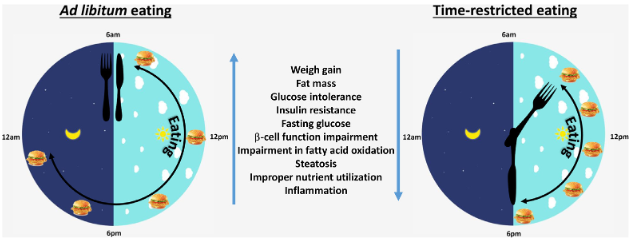 Ad libitum eating
Time-restricted eating
6am
6am
12am
12pm
Eating
6pm
Weigh gain
Fat mass
Glucose intolerance
Insulin resistance
Fasting glucose
β-cell function impairment
Impairment in fatty acid oxidation
Steatosis
Improper nutrient utilization
Inflammation
12am
12pm
Eating
6pm